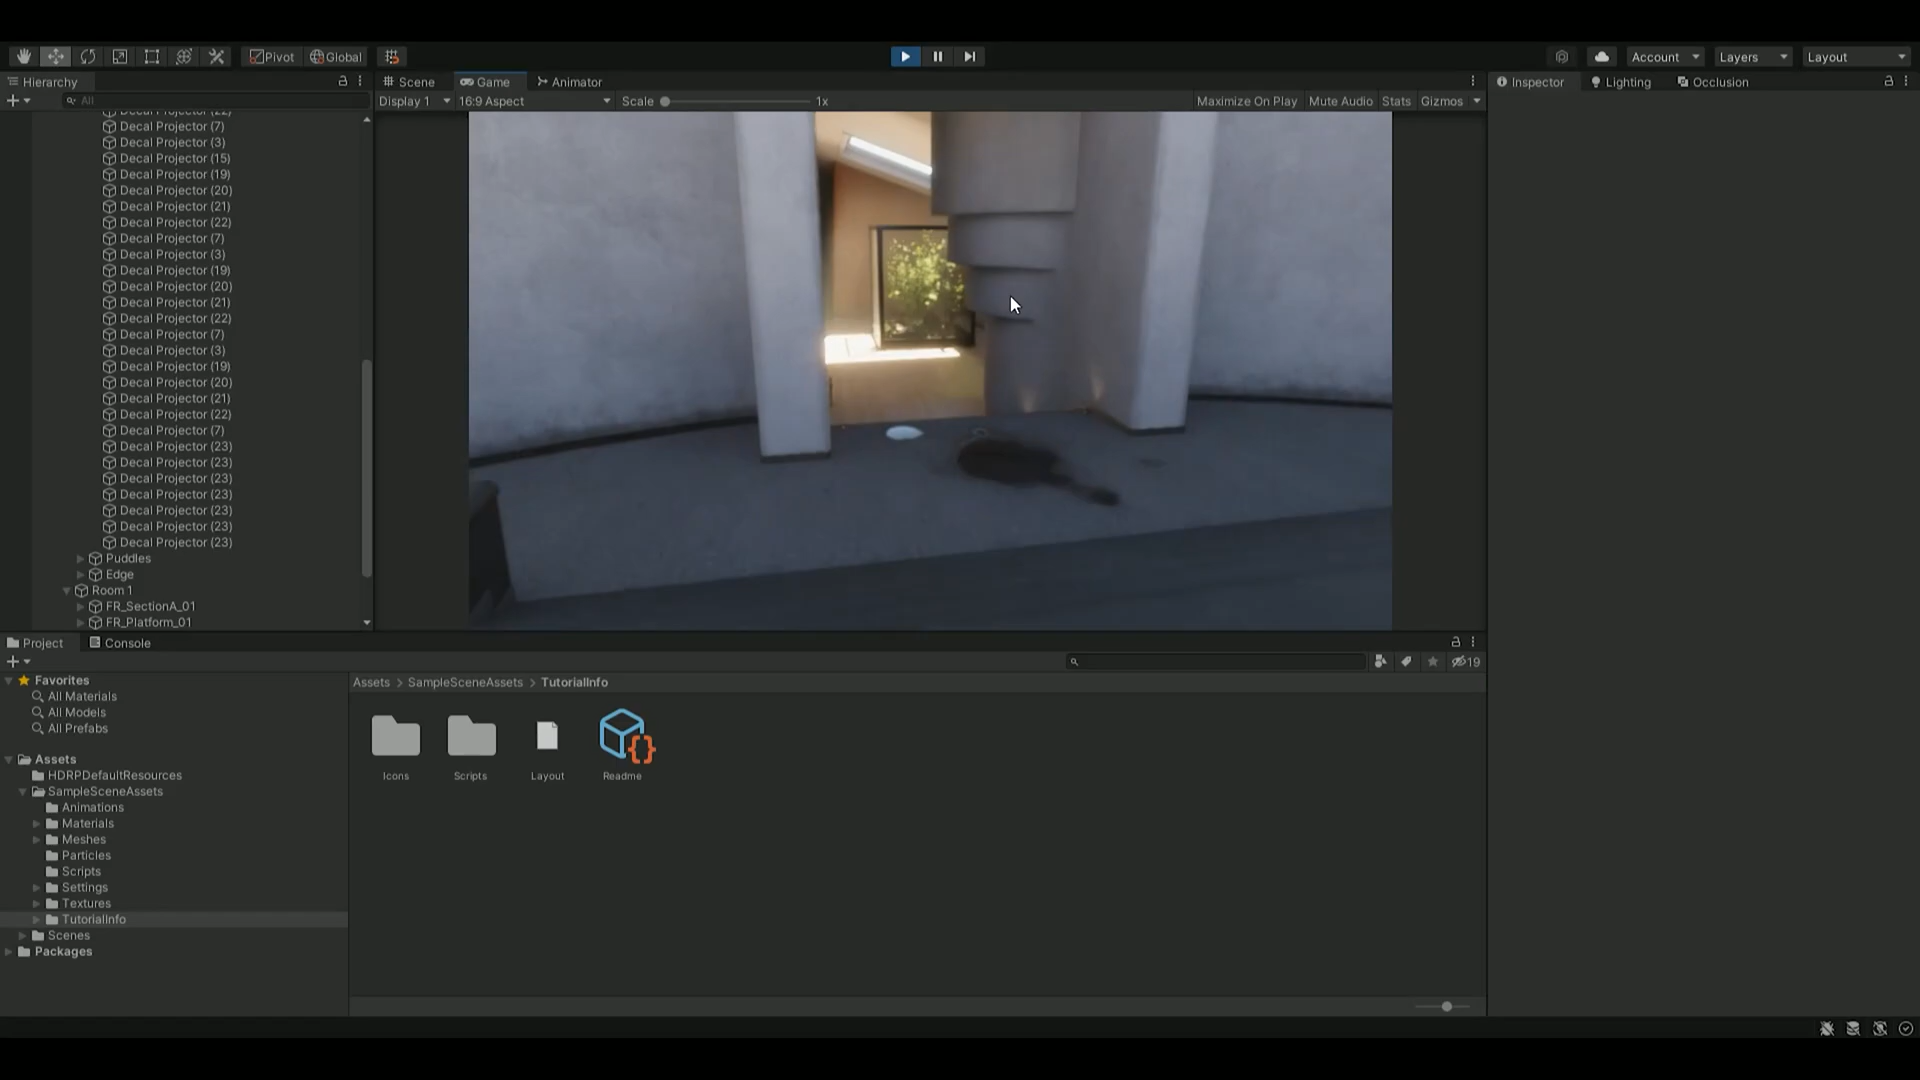 Pivot
Global
Account
Layers
Layout
Hierarchy
Scene
Game
Animator
Inspector
Lighting
Occlusion
All
Display 1
16:9 Aspect
Scale
1x
Maximize On Play
Mute Audio
Stats
Gizmos
Decal Projector (22)
Decal Projector (7)
Decal Projector (3)
Decal Projector (15)
Decal Projector (19)
Decal Projector (20)
Decal Projector (21)
Decal Projector (22)
Decal Projector (7)
Decal Projector (3)
Decal Projector (19)
Decal Projector (20)
Decal Projector (21)
Decal Projector (22)
Decal Projector (7)
Decal Projector (3)
Decal Projector (19)
Decal Projector (20)
Decal Projector (21)
Decal Projector (22)
Decal Projector (7)
Decal Projector (23)
Decal Projector (23)
Decal Projector (23)
Decal Projector (23)
Decal Projector (23)
Decal Projector (23)
Decal Projector (23)
Puddles
Edge
Room 1
FR_SectionA_01
FR_Platform_01
Project
Console
19
Favorites
All Materials
All Models
All Prefabs
Assets
HDRPDefaultResources
SampleSceneAssets
Animations
Materials
Meshes
Particles
Scripts
Settings
Textures
TutorialInfo
Scenes
Packages
Assets > SampleSceneAssets > TutorialInfo
Icons
Scripts
Layout
Readme